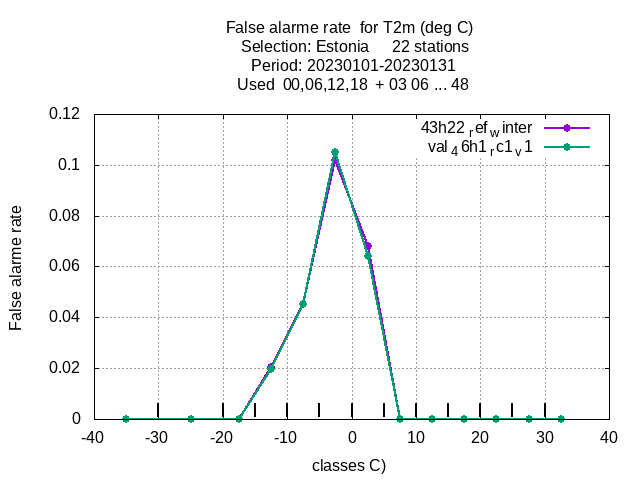 False alarme rate  for T2m (deg C)
Selection: Estonia     22 stations
Period: 20230101-20230131
Used  00,06,12,18  + 03 06 ... 48
43h22_ref_winter
val_46h1_rc1_v1
False alarme rate
0.12
0.1
0.08
0.06
0.04
0.02
0
-40 -30 -20 -10 0 10 20 30 40
classes C)